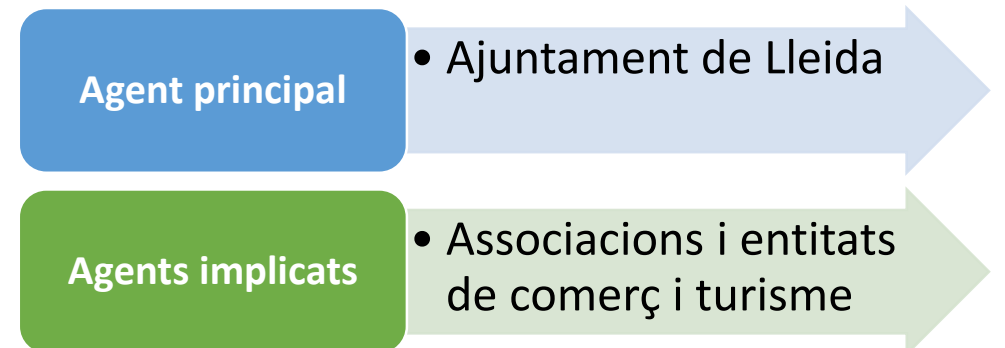 Agent principal
• Ajuntament de Lleida
Agents implicats
• Associacions i entitats
de comerç i turisme